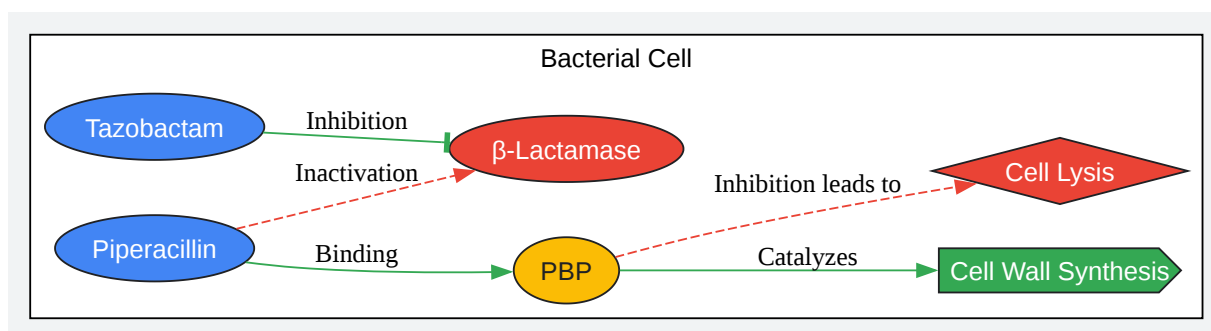 Bacterial Cell
Tazobactam
Inhibition
β-Lactamase
Inactivation
Piperacillin
Binding
PBP
Inhibition leads to
Cell Lysis
Catalyzes
Cell Wall Synthesis